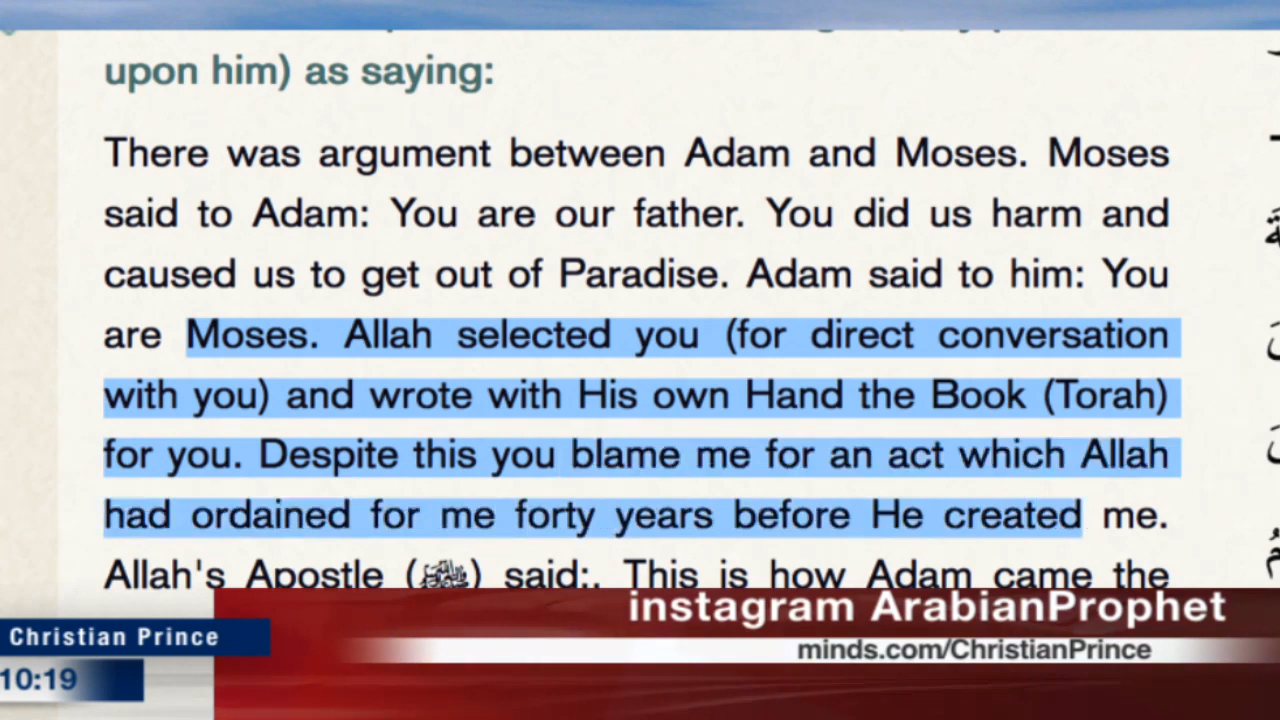 upon him) as saying:
There was argument between Adam and Moses. Moses
said to Adam: You are our father. You did us harm and
caused us to get out of Paradise. Adam said to him: You
are Moses. Allah selected you (for direct conversation
with you) and wrote with His own Hand the Book (Torah)
for you. Despite this you blame me for an act which Allah
had ordained for me forty years before He created me.
Allah's Apostle (ﷺ) said:. This is how Adam came the
instagram ArabianProphet
Christian Prince
minds.com/ChristianPrince
10:19